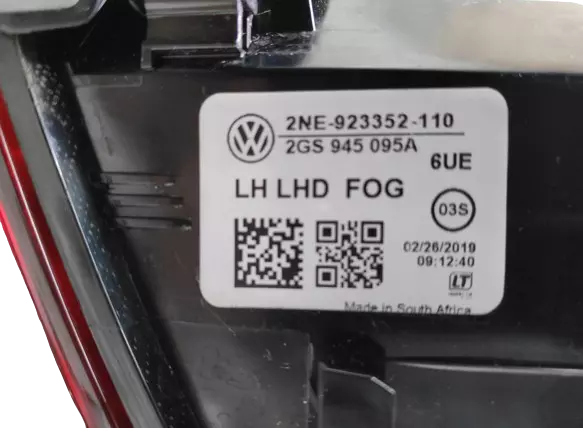 2NE-923352-110
2GS 945 095A
6UE
LH LHD FOG
03S
02/26/2019
09:12:40
LT
Made in South Africa